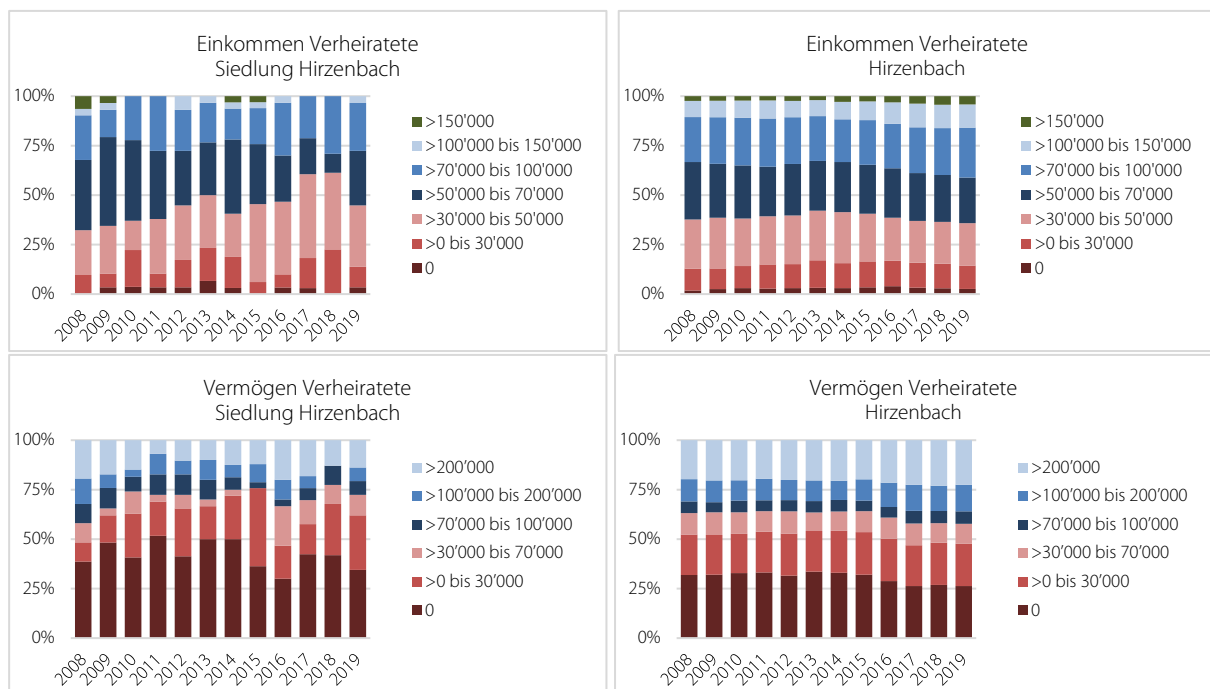 Einkommen Verheiratete
Siedlung Hirzenbach
100%
75%
50%
25%
0%
2008
2009
2010
2011
2012
2013
2014
2015
2016
2017
2018
2019
>150'000
>100'000 bis 150'000
>70'000 bis 100'000
>50'000 bis 70'000
>30'000 bis 50'000
>0 bis 30'000
0
Einkommen Verheiratete
Hirzenbach
100%
75%
50%
25%
0%
2008
2009
2010
2011
2012
2013
2014
2015
2016
2017
2018
2019
>150'000
>100'000 bis 150'000
>70'000 bis 100'000
>50'000 bis 70'000
>30'000 bis 50'000
>0 bis 30'000
0
Vermögen Verheiratete
Siedlung Hirzenbach
100%
75%
50%
25%
0%
2008
2009
2010
2011
2012
2013
2014
2015
2016
2017
2018
2019
>200’000
>100’000 bis 200’000
>70’000 bis 100’000
>30’000 bis 70’000
>0 bis 30’000
0
Vermögen Verheiratete
Hirzenbach
100%
75%
50%
25%
0%
2008
2009
2010
2011
2012
2013
2014
2015
2016
2017
2018
2019
>200’000
>100’000 bis 200’000
>70’000 bis 100’000
>30’000 bis 70’000
>0 bis 30’000
0